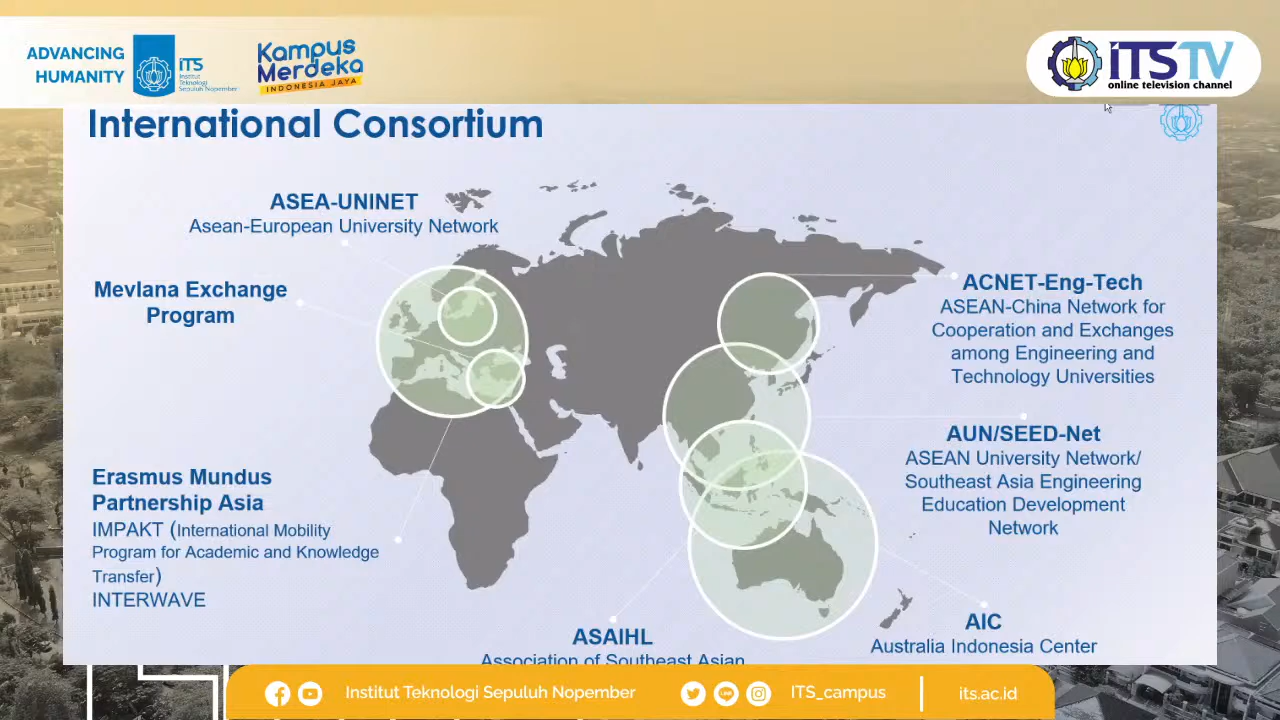 ADVANCING
HUMANITY
iTS
Institut
Teknologi
Sepuluh Nopember
Kampus
Merdeka
INDONESIA JAYA
iTSTV
online television channel
International Consortium
ASEA-UNINET
Asean-European University Network
Mevlana Exchange
Program
ACNET-Eng-Tech
ASEAN-China Network for
Cooperation and Exchanges
among Engineering and
Technology Universities
AUN/SEED-Net
ASEAN University Network/
Southeast Asia Engineering
Education Development
Network
Erasmus Mundus
Partnership Asia
IMPAKT (International Mobility
Program for Academic and Knowledge
Transfer)
INTERWAVE
ASAIHL
Association of Southeast Asian
AIC
Australia Indonesia Center
Institut Teknologi Sepuluh Nopember
LINE
ITS_campus
its.ac.id